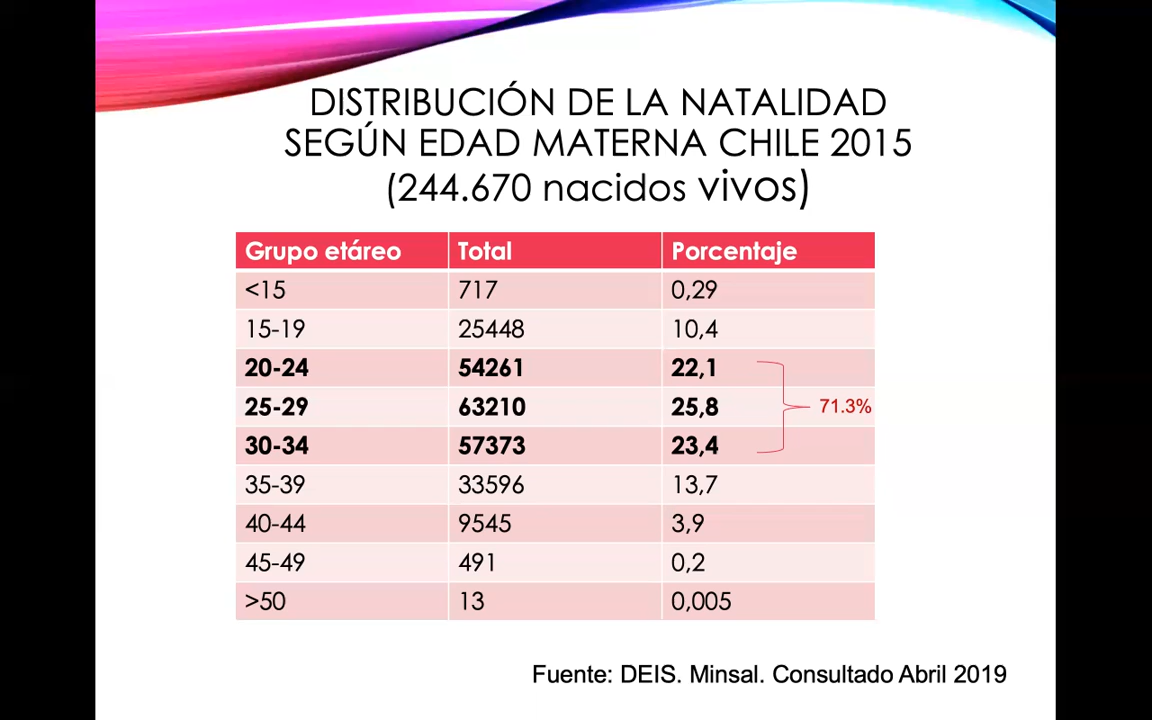 DISTRIBUCIÓN DE LA NATALIDAD
SEGÚN EDAD MATERNA CHILE 2015
(244.670 nacidos vivos)
Grupo etáreo Total Porcentaje
<15 717 0,29
15-19 25448 10,4
20-24 54261 22,1
25-29 63210 25,8 71.3%
30-34 57373 23,4
35-39 33596 13,7
40-44 9545 3,9
45-49 491 0,2
>50 13 0,005
Fuente: DEIS. Minsal. Consultado Abril 2019